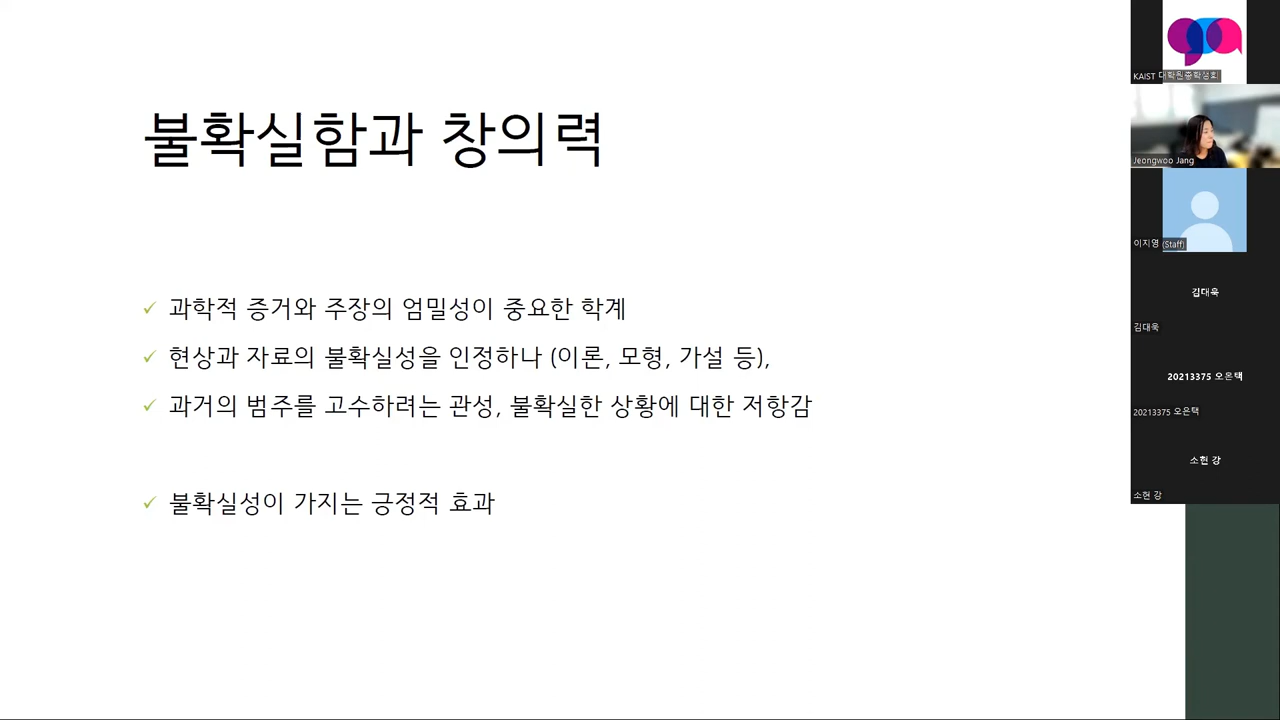 불확실함과 창의력
과학적 증거와 주장의 엄밀성이 중요한 학계
현상과 자료의 불확실성을 인정하나 (이론, 모형, 가설 등),
과거의 범주를 고수하려는 관성, 불확실한 상황에 대한 저항감
불확실성이 가지는 긍정적 효과
KAIST 대학원총학생회
Jeongwoo Jang
이지영 (Staff)
김대욱
김대욱
20213375 오은택
20213375 오은택
소현 강
소현 강